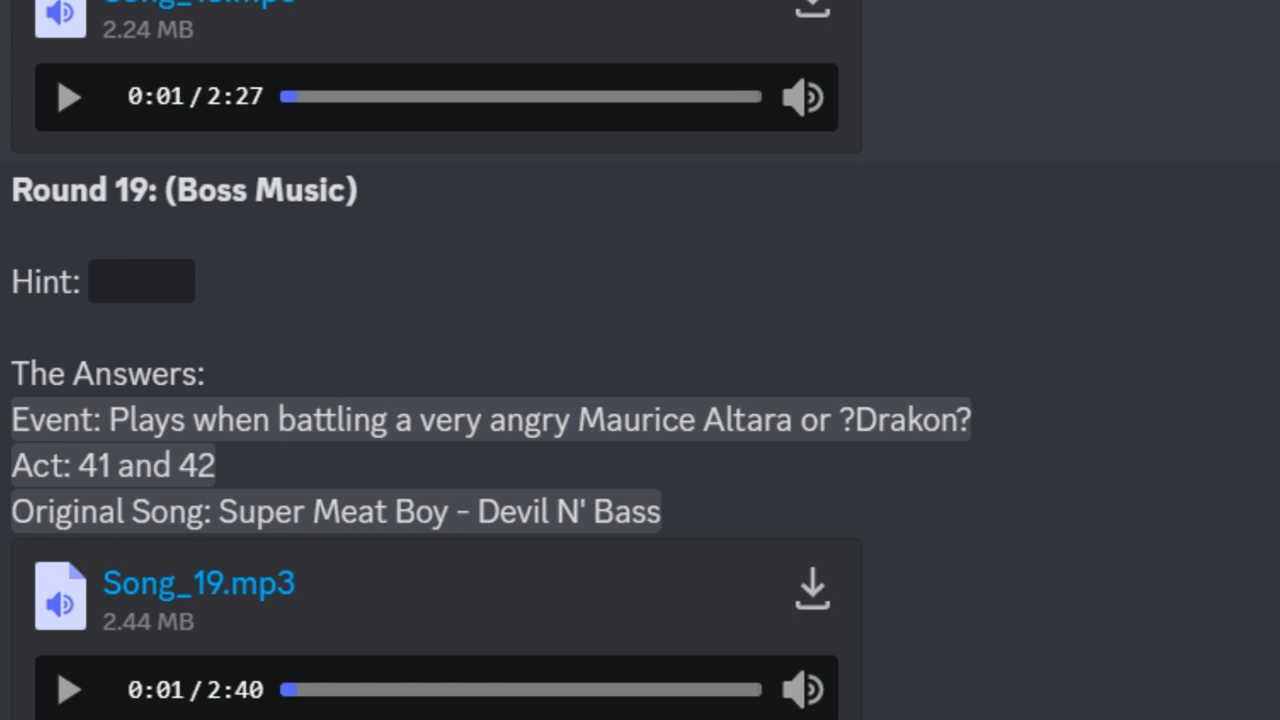 Song_18.mp3
2.24 MB
0:01 / 2:27
Round 19: (Boss Music)
Hint:
The Answers:
Event: Plays when battling a very angry Maurice Altara or ?Drakon?
Act: 41 and 42
Original Song: Super Meat Boy - Devil N' Bass
Song_19.mp3
2.44 MB
0:01 / 2:40